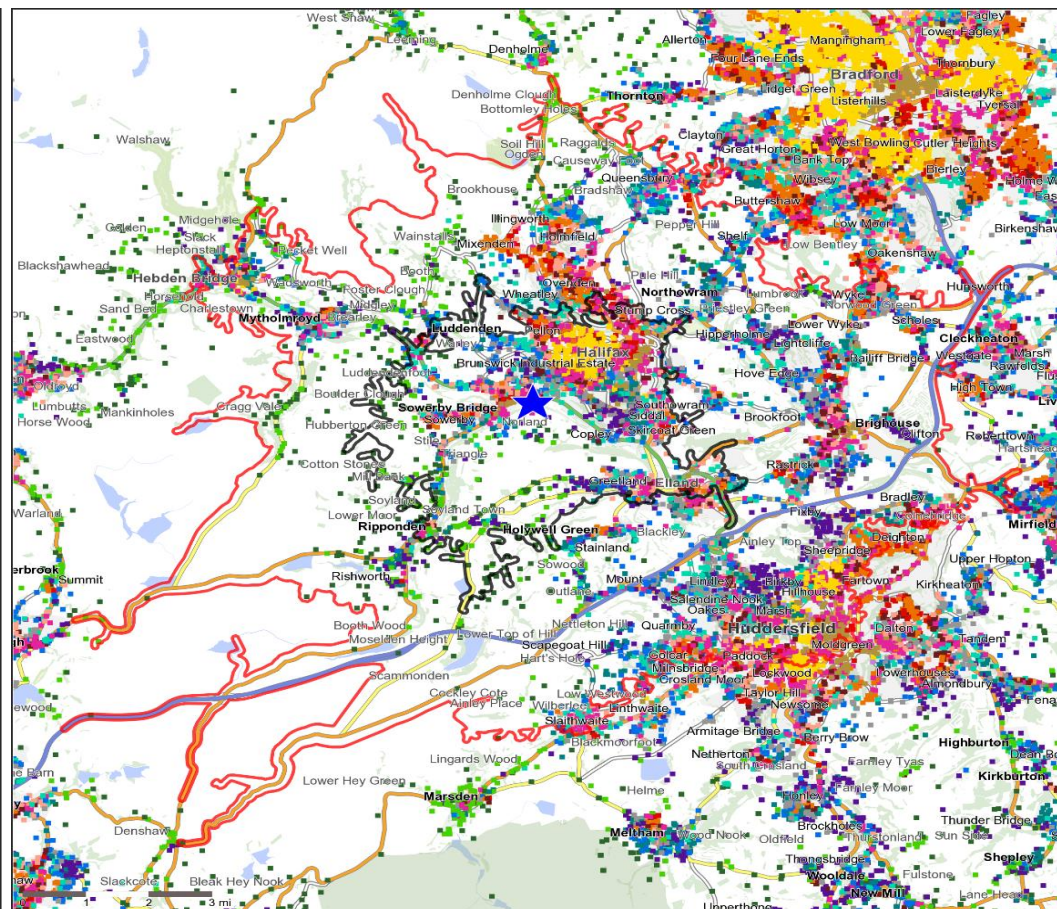 West Shaw
Leeming
Denholme
Allerton
Manningham
Fagley
Lower Fagley
Four Lane Ends
Thornbury
Bradford
Denholme Clough
Thornton
Lidget Green
Laisterdyke
Bottomley Holes
Listerhills
Tyersal
Walshaw
Soil Hill
Raggalds
Clayton
West Bowling
Cutler Heights
Ogden
Causeway Foot
Great Horton
Bank Top
Bierley
Brookhouse
Bradshaw
Queensbury
Wibsey
Buttershaw
Midgehole
Illingworth
Pepper Hill
Low Moor
Slack
Wainstalls
Mixenden
Holmfield
Shelf
Low Bentley
Birkenshaw
Heptonstall
Pecket Well
Oakenshaw
Blackshawhead
Hebden Bridge
Booth
Pule Hill
Wadsworth
Foster Clough
Ovenden
Hunsworth
Horsehold
Midgley
Wheatley
Northowram
Lumbrook
Wyke
Sand Bed
Charlestown
Brearley
Stump Cross
Priestley Green
Norwood Green
Mytholmroyd
Luddenden
Pellon
Lower Wyke
Scholes
Eastwood
Warley
Halifax
Hipperholme
Lightcliffe
Cleckheaton
Luddendenfoot
Brunswick Industrial Estate
Bailiff Bridge
Westgate
Marsh
Rawfolds
Boulder Clough
Hove Edge
High Town
Lumbutts
Mankinholes
Cragg Vale
Sowerby Bridge
Southowram
Horse Wood
Sowerby
Norland
Siddal
Brookfoot
Hubberton Green
Copley
Skircoat Green
Brighouse
Clifton
Roberttown
Stile
Triangle
Cotton Stones
Rastrick
Mill Bank
Greetland
Elland
Soyland
Bradley
Warland
Lower Moor
Soyland Town
Fixby
Colnebridge
Ripponden
Holywell Green
Blackley
Deighton
Mirfield
Stainland
Ainley Top
Sheepridge
Upper Hopton
Summit
Rishworth
Sowood
Mount
Lindley
Birkby
Fartown
Kirkheaton
Outlane
Salendine Nook
Hillhouse
Oakes
Marsh
Booth Wood
Nettleton Hill
Quarmby
Huddersfield
Dalton
Moselden Height
Lower Top of Hill
Scapegoat Hill
Tandem
Hart's Hole
Golcar
Paddock
Moldgreen
Scammonden
Milnsbridge
Lockwood
Lowerhouses
Crosland Moor
Almondbury
Cockley Cote
Low Westwood
Taylor Hill
Ainley Place
Wilberlee
Linthwaite
Newsome
Slaithwaite
Armitage Bridge
Berry Brow
Blackmoorfoot
Highburton
Lingards Wood
Netherton
South Crosland
Farnley Tyas
Lower Hey Green
Helme
Kirkburton
Marsden
Honley
Farnley Moor
Denshaw
Meltham
Wood Nook
Brockholes
Thunder Bridge
Oldfield
Thurstonland
Thongsbridge
Shepley
Slackcote
Bleak Hey Nook
Wooldale
Fulstone
New Mill
Lane Head
0 1 2 3 mi
Upperthong